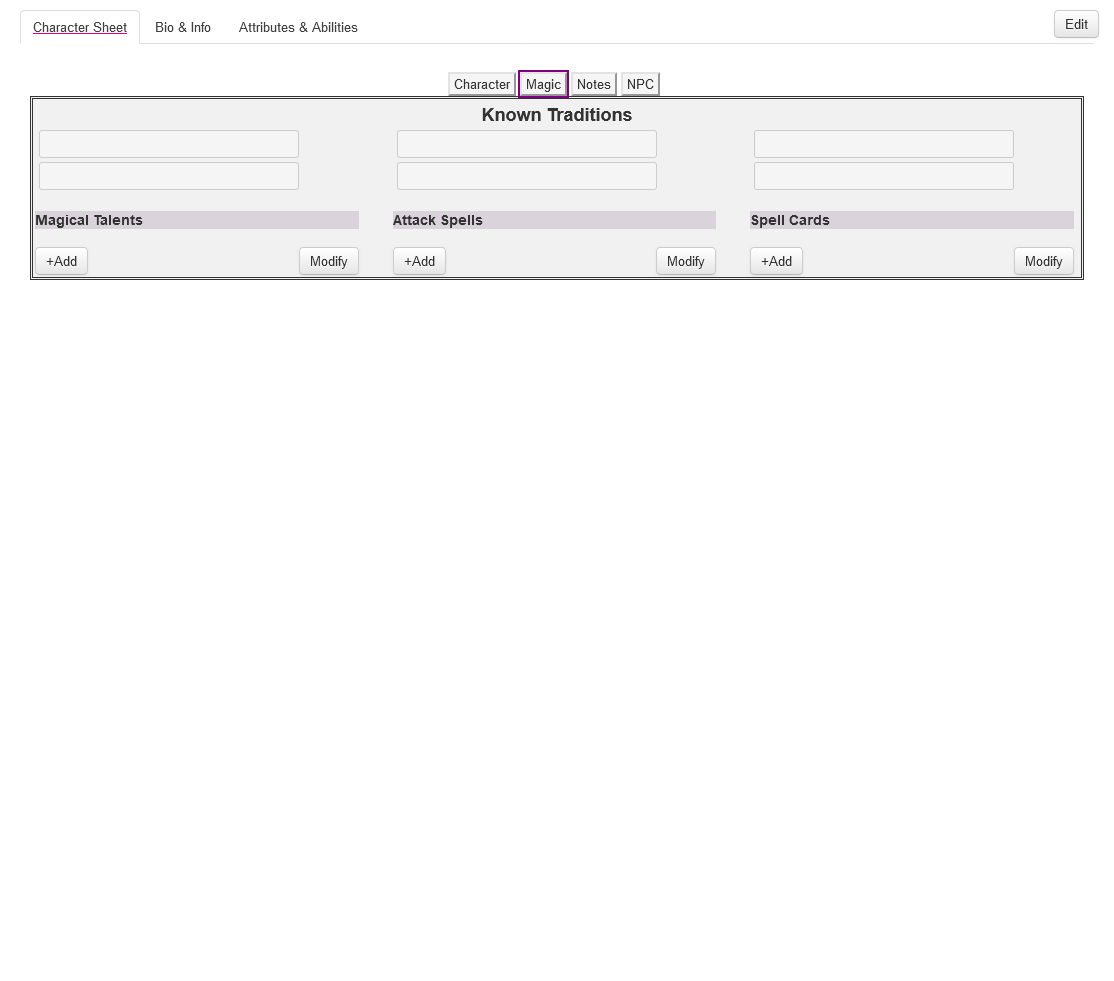 Character Sheet Bio & Info Attributes & Abilities Edit
Character Magic Notes NPC
Known Traditions
Magical Talents Attack Spells Spell Cards
+Add Modify +Add Modify +Add Modify